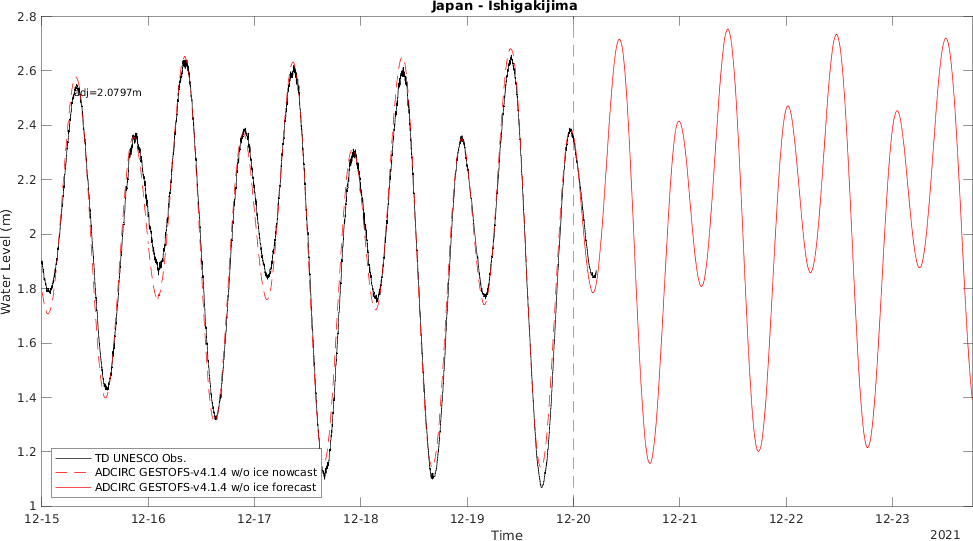 Japan - Ishigakijima
2.8
2.6
2.4
2.2
2
1.8
1.6
1.4
1.2
1
Water Level (m)
adj=2.0797m
TD UNESCO Obs.
ADCIRC GESTOFS-v4.1.4 w/o ice nowcast
ADCIRC GESTOFS-v4.1.4 w/o ice forecast
12-15 12-16 12-17 12-18 12-19 12-20 12-21 12-22 12-23
Time
2021